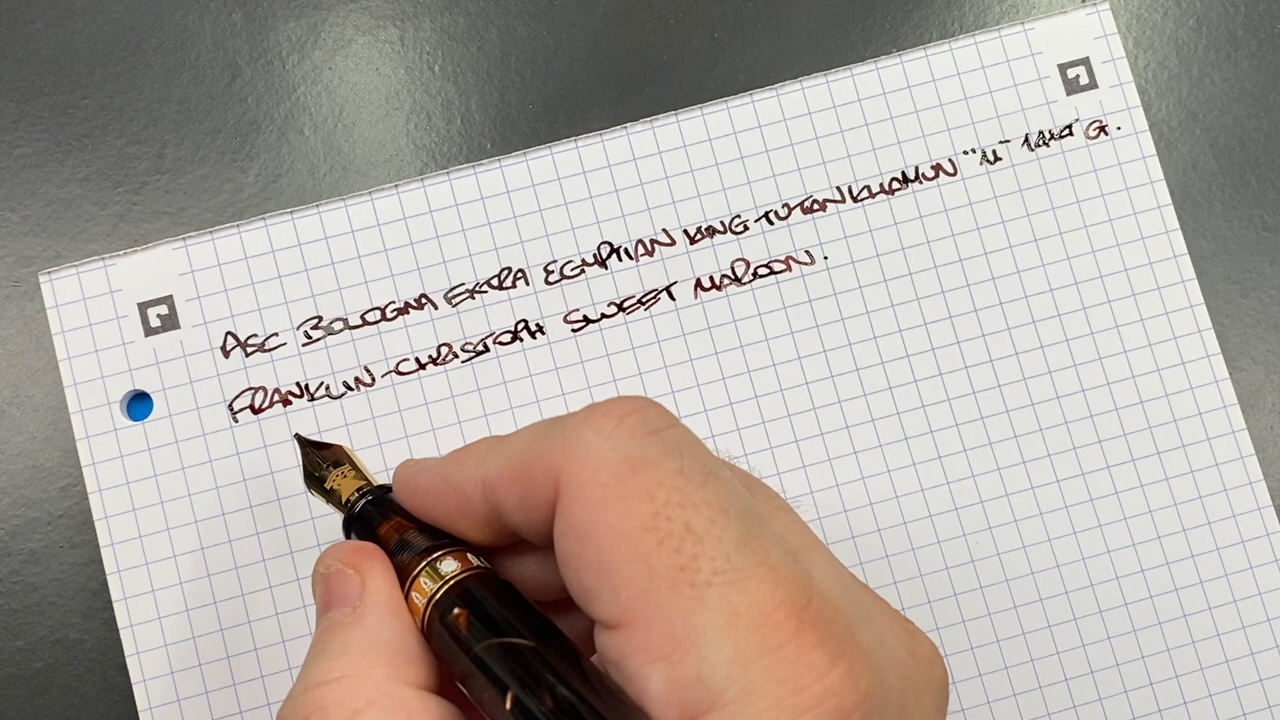 ASC BOLOGNA EXTRA EGYPTIAN KING TUTANKHAMUN "M" 14KT G.
FRANKLIN-CHRISTOPH SWEET MAROON.